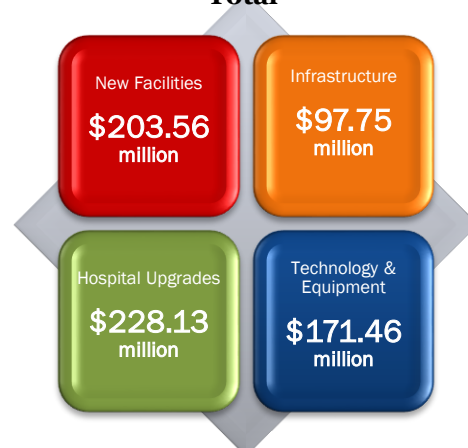 Total
New Facilities
$203.56
million
Infrastructure
$97.75
million
Hospital Upgrades
$228.13
million
Technology &
Equipment
$171.46
million